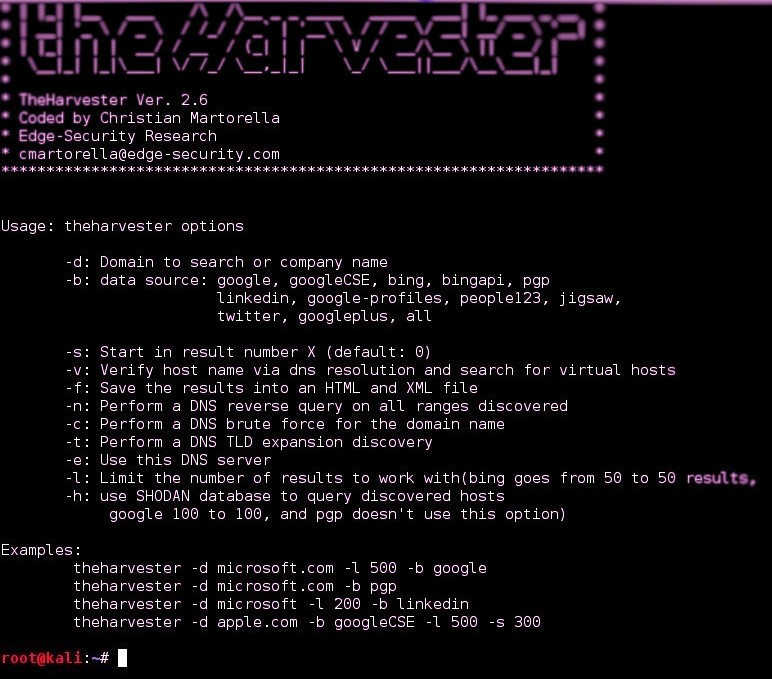 theHarvester
* TheHarvester Ver. 2.6 *
* Coded by Christian Martorella *
* Edge-Security Research *
* cmartorella@edge-security.com *
*******************************************************************
Usage: theharvester options
-d: Domain to search or company name
-b: data source: google, googleCSE, bing, bingapi, pgp
linkedin, google-profiles, people123, jigsaw,
twitter, googleplus, all
-s: Start in result number X (default: 0)
-v: Verify host name via dns resolution and search for virtual hosts
-f: Save the results into an HTML and XML file
-n: Perform a DNS reverse query on all ranges discovered
-c: Perform a DNS brute force for the domain name
-t: Perform a DNS TLD expansion discovery
-e: Use this DNS server
-l: Limit the number of results to work with(bing goes from 50 to 50 results,
-h: use SHODAN database to query discovered hosts
google 100 to 100, and pgp doesn't use this option)
Examples:
theharvester -d microsoft.com -l 500 -b google
theharvester -d microsoft.com -b pgp
theharvester -d microsoft -l 200 -b linkedin
theharvester -d apple.com -b googleCSE -l 500 -s 300
root@kali:~#